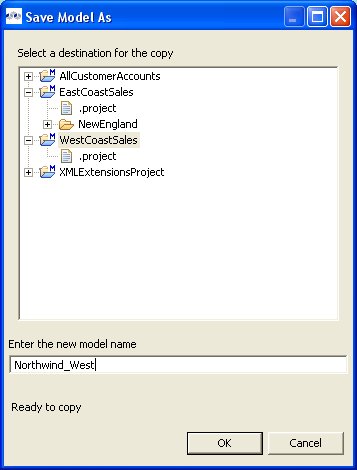 Save Model As
Select a destination for the copy
AllCustomerAccounts
EastCoastSales
.project
NewEngland
WestCoastSales
.project
XMLExtensionsProject
Enter the new model name
Northwind_West
Ready to copy
OK Cancel